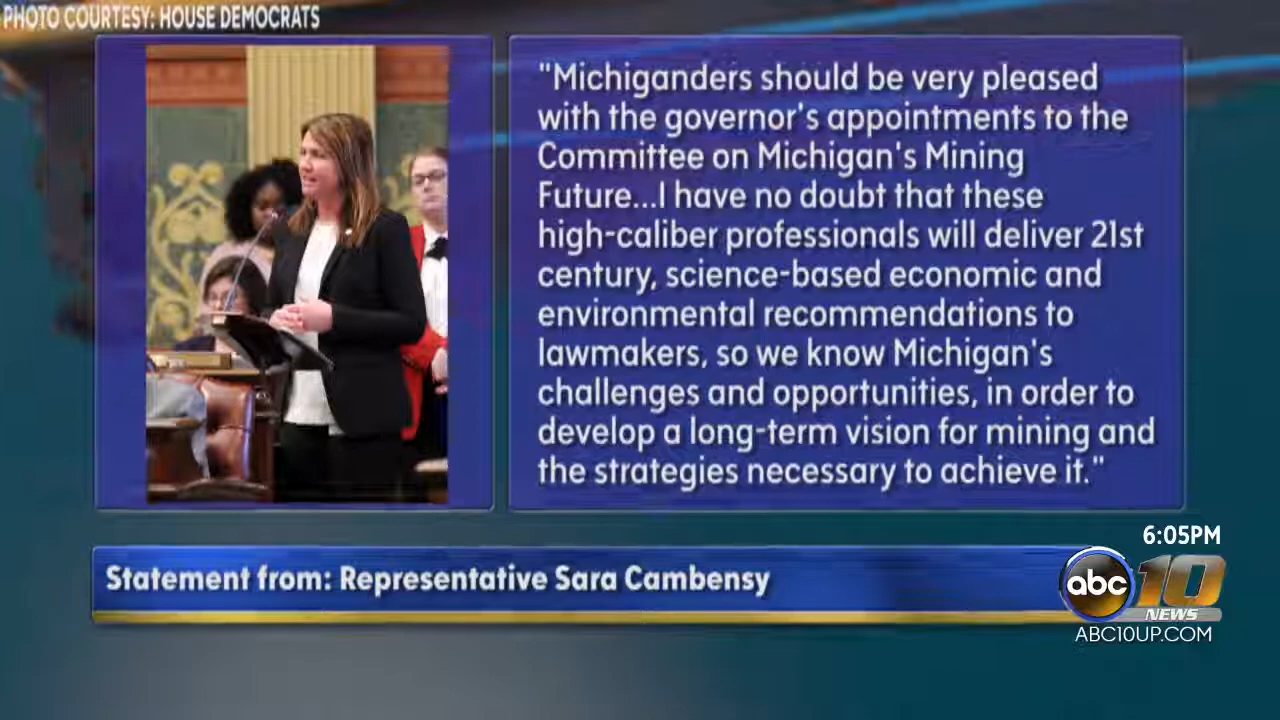 PHOTO COURTESY: HOUSE DEMOCRATS
"Michiganders should be very pleased
with the governor's appointments to the
Committee on Michigan's Mining
Future...I have no doubt that these
high-caliber professionals will deliver 21st
century, science-based economic and
environmental recommendations to
lawmakers, so we know Michigan's
challenges and opportunities, in order to
develop a long-term vision for mining and
the strategies necessary to achieve it."
6:05PM
Statement from: Representative Sara Cambensy
abc 10
NEWS
ABC10UP.COM